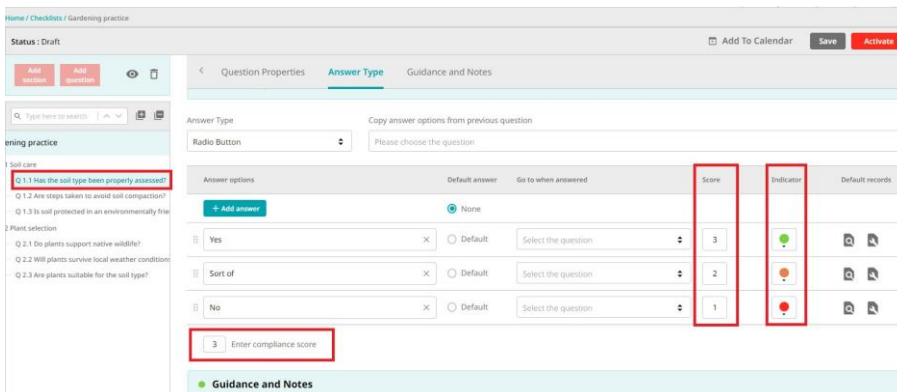 Home / Checklists / Gardening practice
Status : Draft
Add To Calendar
Save
Activate
Add section
Add question
Question Properties
Answer Type
Guidance and Notes
Type here to search
ening practice
1 Soil care
Q 1.1 Has the soil type been properly assessed?
Q 1.2 Are steps taken to avoid soil compaction?
Q 1.3 Is soil protected in an environmentally frie
2 Plant selection
Q 2.1 Do plants support native wildlife?
Q 2.2 Will plants survive local weather conditions
Q 2.3 Are plants suitable for the soil type?
Answer Type
Copy answer options from previous question
Radio Button
Please choose the question
Answer options
Default answer
Go to when answered
Score
Indicator
Default records
+ Add answer
None
Yes
Default
Select the question
3
Sort of
Default
Select the question
2
No
Default
Select the question
1
3 Enter compliance score
Guidance and Notes